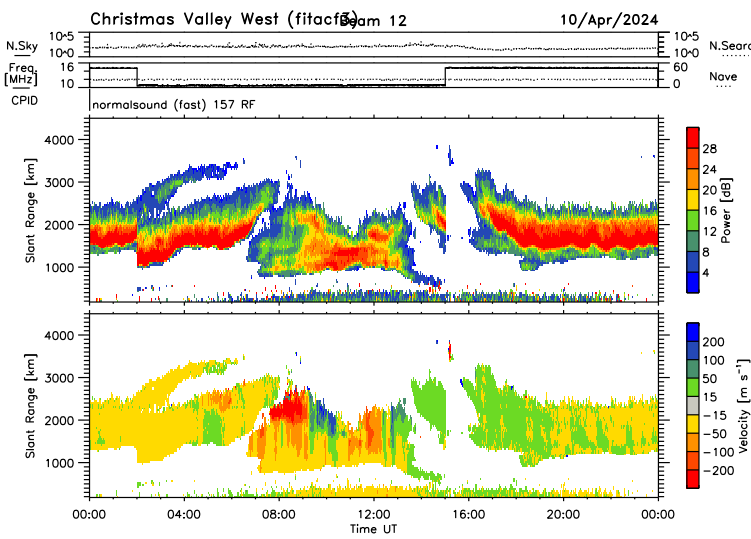 Christmas Valley West (fitacf3) Beam 12 10/Apr/2024
N.Sky 10^5 10^0 10^5 10^0 N.Searc
Freq [MHz] 16 10 60 0 Nave
CPID normalsound (fast) 157 RF
Slant Range [km] 4000 3000 2000 1000
28 24 20 16 12 8 4 Power [dB]
Slant Range [km] 4000 3000 2000 1000
200 100 50 15 −15 −50 −100 −200 Velocity [m s⁻¹]
00:00 04:00 08:00 12:00 16:00 20:00 00:00
Time UT